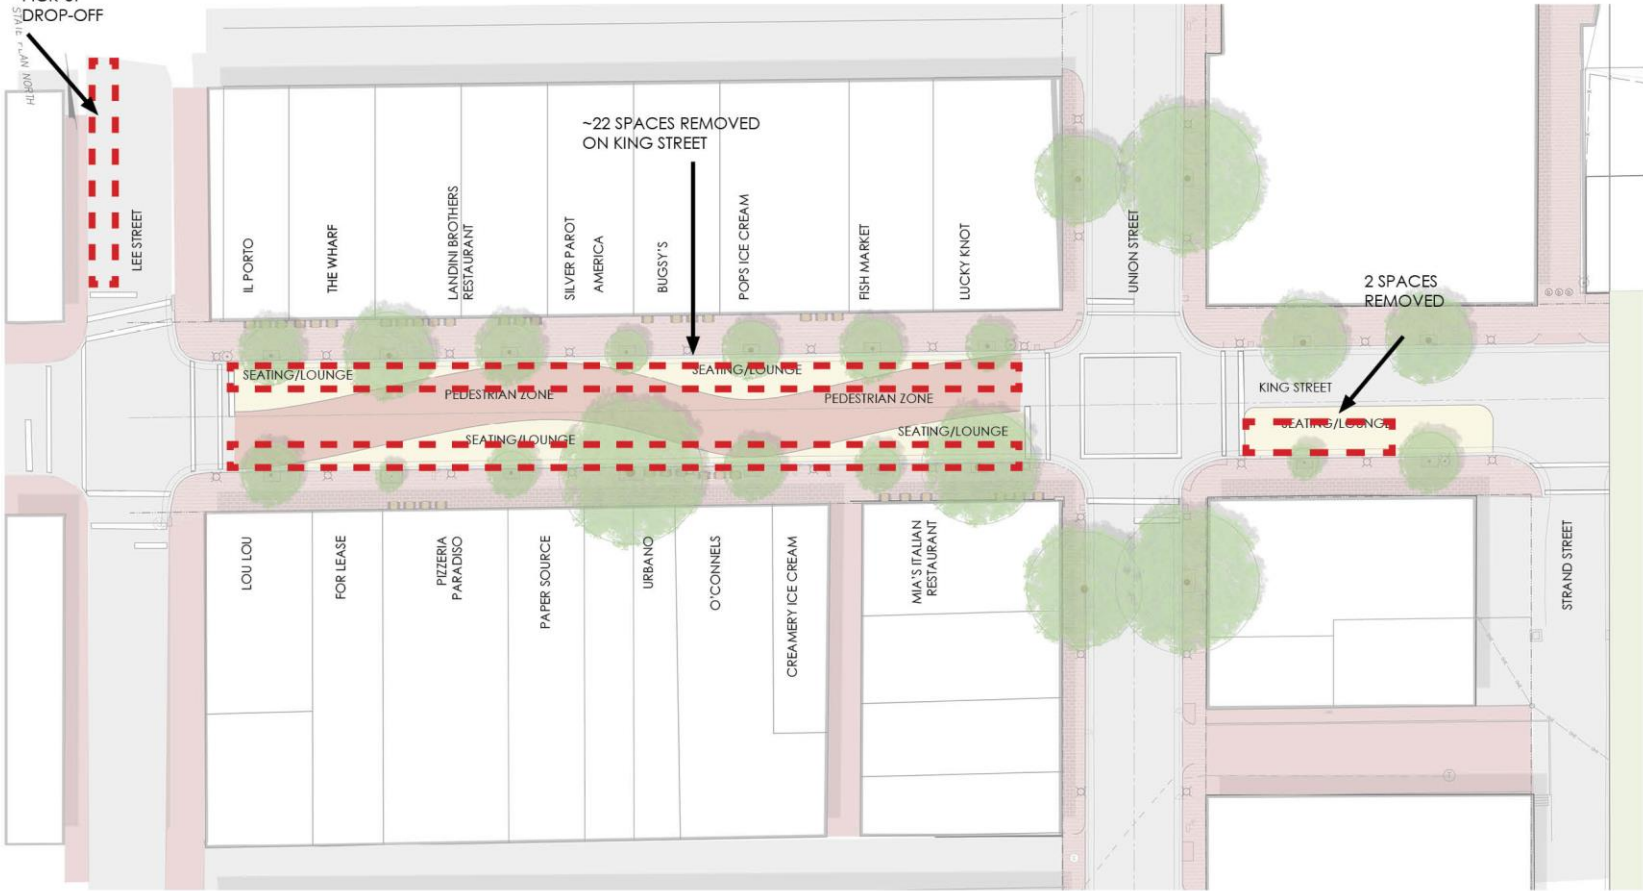 DROP-OFF
LEE STREET
IL PORTO
THE WHARF
LANDINI BROTHERS
RESTAURANT
SILVER PAROT
AMERICA
BUGSY'S
POPS ICE CREAM
FISH MARKET
LUCKY KNOT
~22 SPACES REMOVED
ON KING STREET
UNION STREET
2 SPACES
REMOVED
SEATING/LOUNGE
SEATING/LOUNGE
PEDESTRIAN ZONE
PEDESTRIAN ZONE
SEATING/LOUNGE
SEATING/LOUNGE
KING STREET
SEATING/LOUNGE
LOU LOU
FOR LEASE
PIZZERIA
PARADISO
PAPER SOURCE
URBANO
O'CONNELS
CREAMERY ICE CREAM
MIA'S ITALIAN
RESTAURANT
STRAND STREET